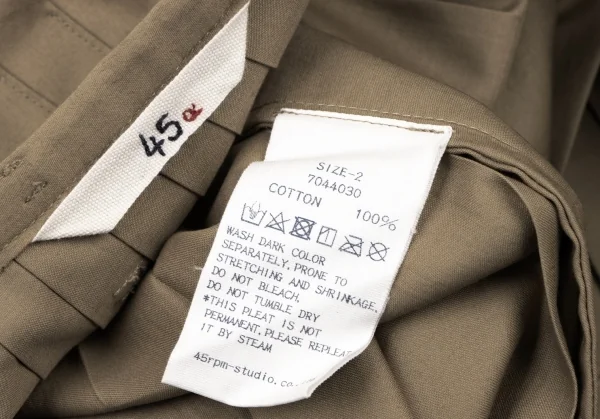 45R
SIZE-2
7044030
COTTON 100%
WASH DARK COLOR
SEPARATELY. PRONE TO
STRETCHING AND SHRINKAGE.
DO NOT BLEACH.
DO NOT TUMBLE DRY
*THIS PLEAT IS NOT
PERMANENT, PLEASE REPLEAT
IT BY STEAM
45rpm-studio.co